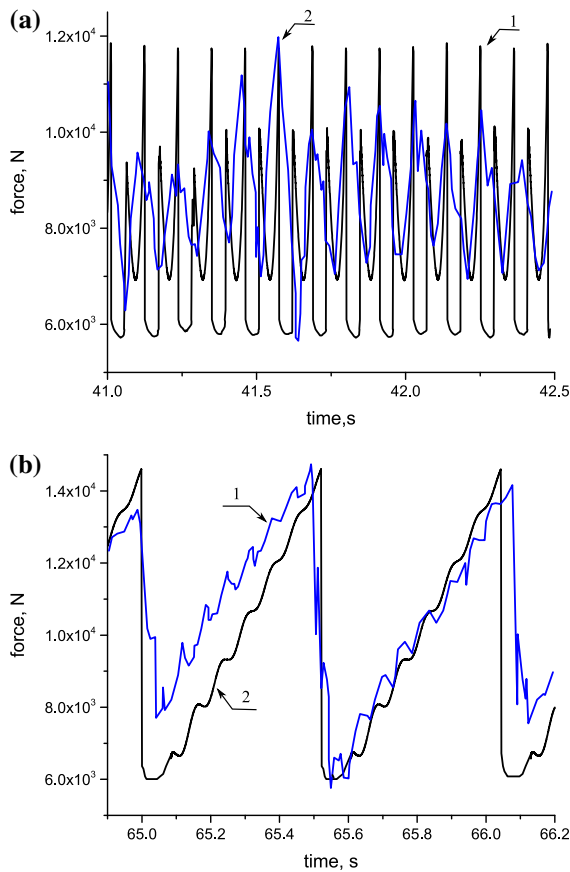 (a)
2
1
1.2x10⁴
1.0x10⁴
8.0x10³
6.0x10³
force, N
41.0
41.5
42.0
42.5
time,s
(b)
1
2
1.4x10⁴
1.2x10⁴
1.0x10⁴
8.0x10³
6.0x10³
force, N
65.0
65.2
65.4
65.6
65.8
66.0
66.2
time, s